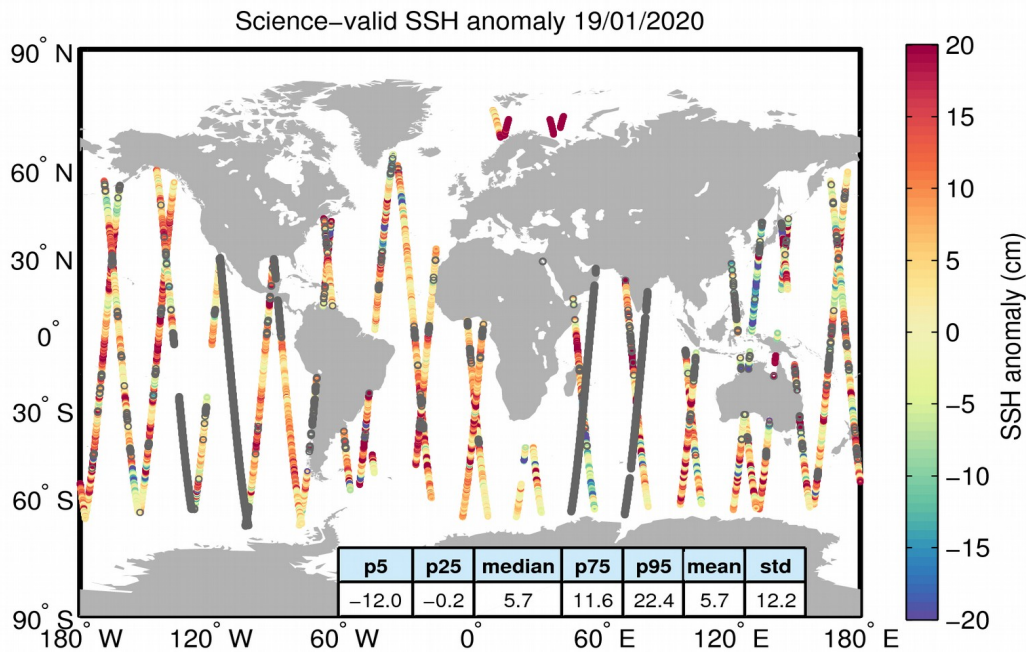 Science−valid SSH anomaly 19/01/2020
90° N
60° N
30° N
0°
30° S
60° S
90° S
180° W
120° W
60° W
0°
60° E
120° E
180° E
p5 p25 median p75 p95 mean std
−12.0 −0.2 5.7 11.6 22.4 5.7 12.2
20
15
10
5
0
−5
−10
−15
−20
SSH anomaly (cm)